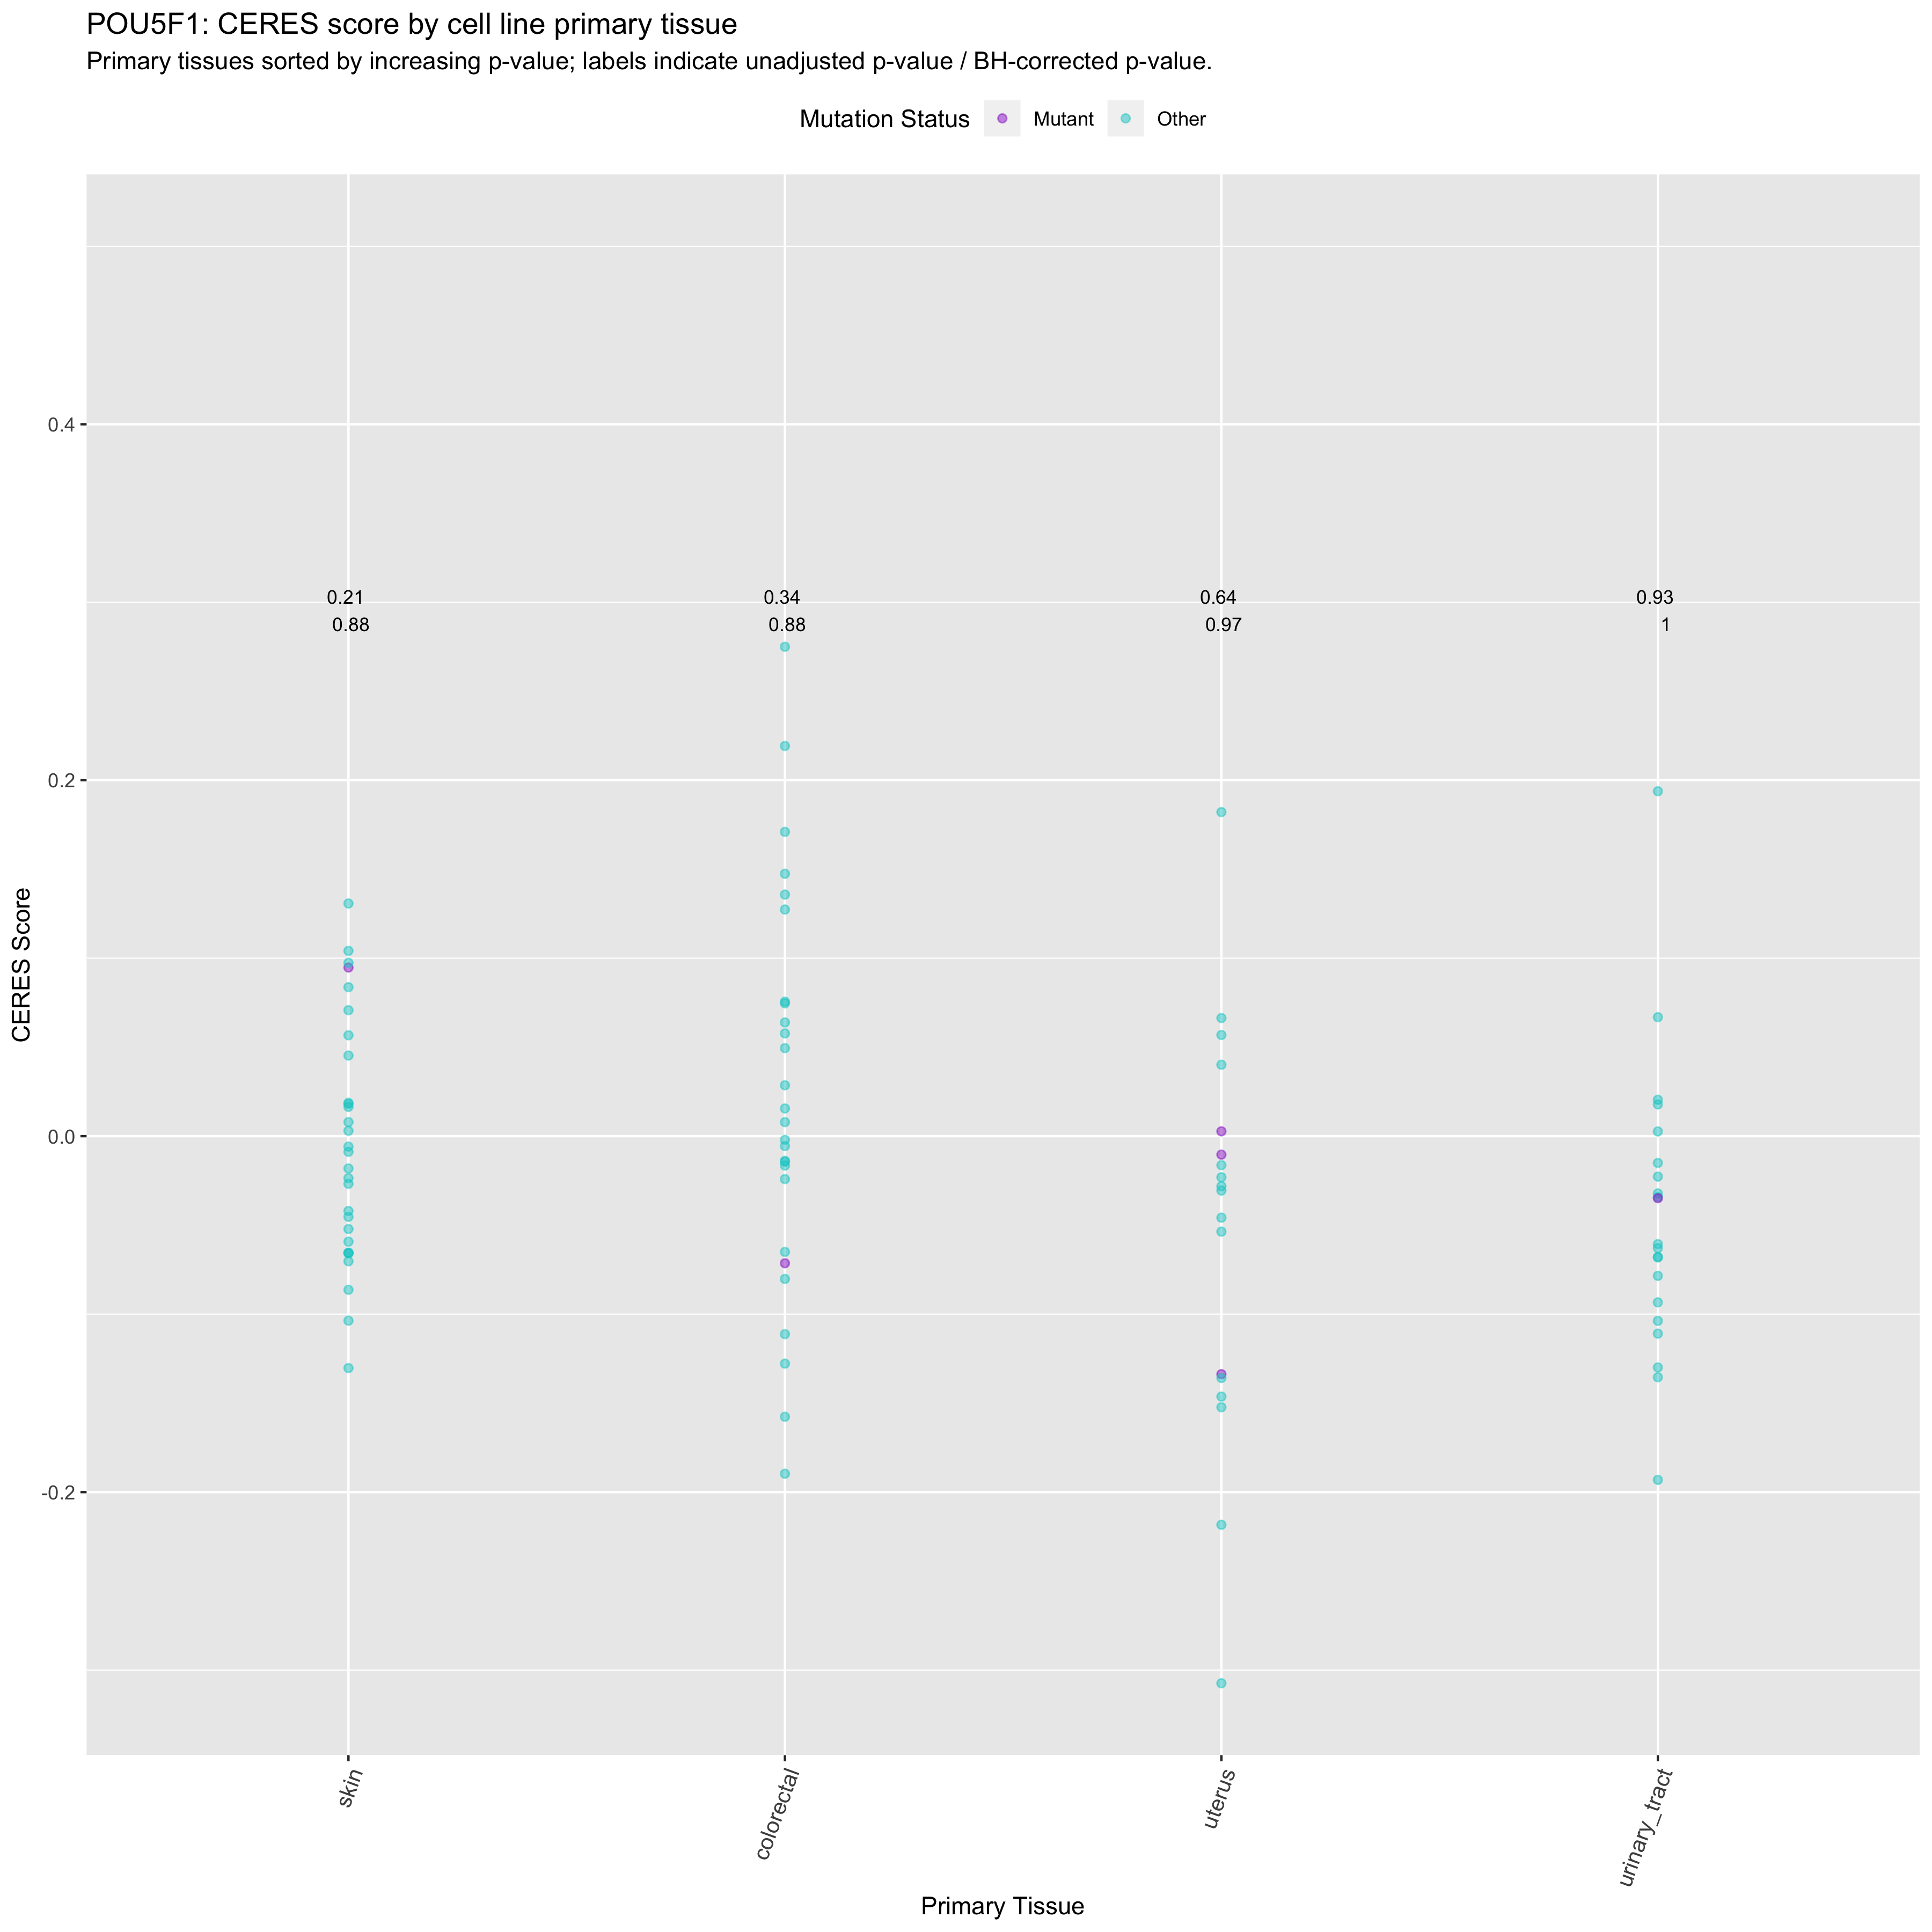 POU5F1: CERES score by cell line primary tissue
Primary tissues sorted by increasing p-value; labels indicate unadjusted p-value / BH-corrected p-value.
Mutation Status Mutant Other
0.4
0.21 0.34 0.64 0.93
0.88 0.88 0.97 1
0.2
CERES Score
0.0
-0.2
skin colorectal uterus urinary_tract
Primary Tissue